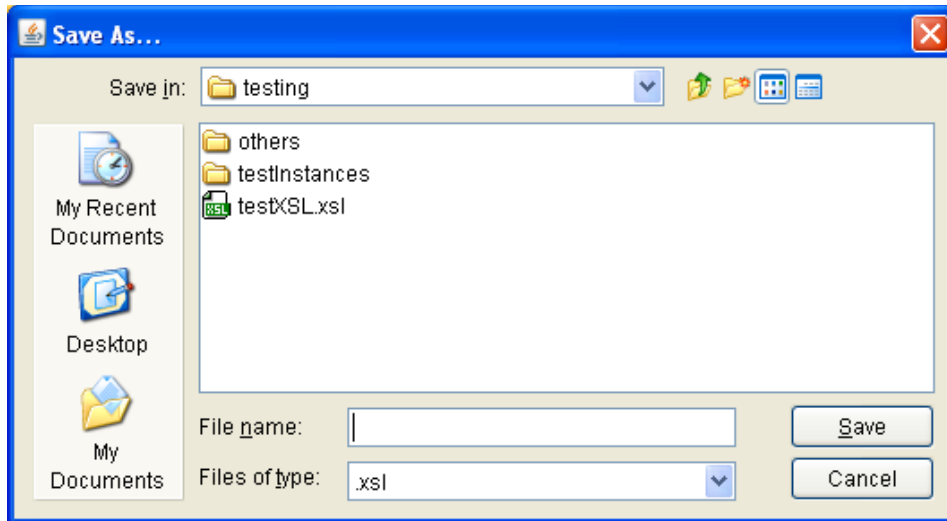 Save As...
Save in: testing
others
testInstances
XSL testXSL.xsl
My Recent
Documents
Desktop
My
Documents
File name:
Save
Files of type: .xsl
Cancel